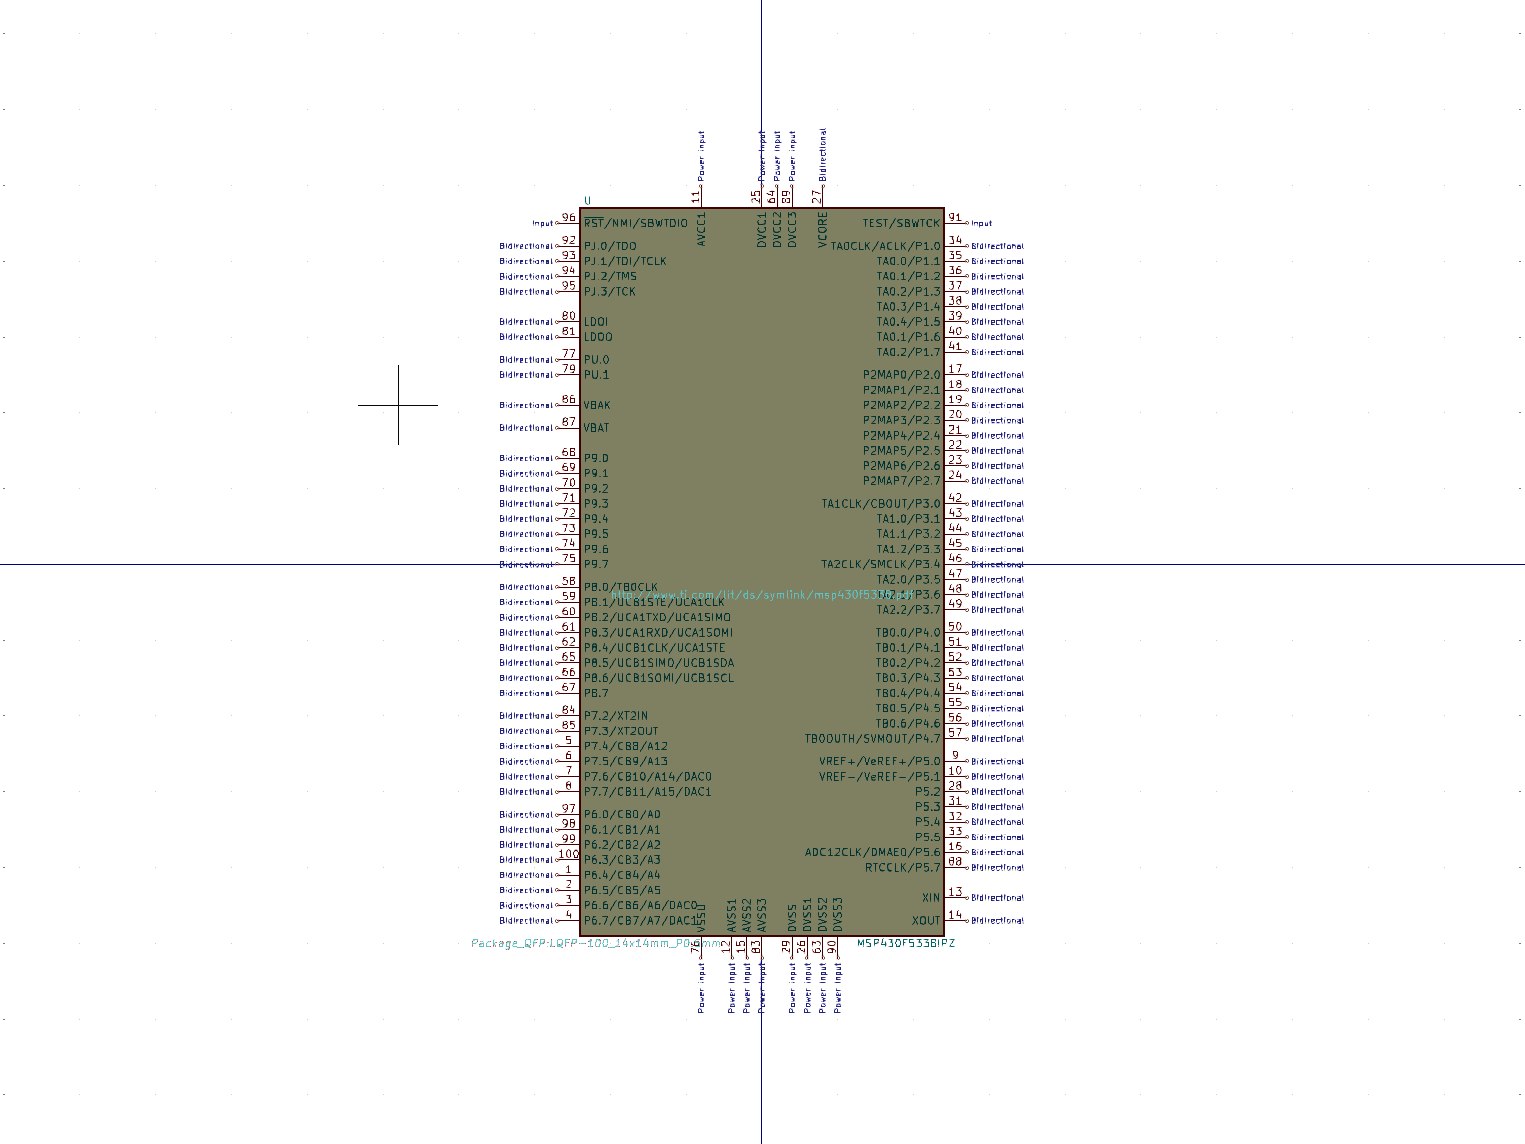 Power Input Power Input Power Input Power Input Bidirectional
11 25 64 89 27
U
AVCC1 DVCC1 DVCC2 DVCC3 VCORE
Input 96 RST/NMI/SBWTDIO TEST/SBWTCK 91 Input
Bidirectional 92 PJ.0/TDO TA0CLK/ACLK/P1.0 34 Bidirectional
Bidirectional 93 PJ.1/TDI/TCLK TA0.0/P1.1 35 Bidirectional
Bidirectional 94 PJ.2/TMS TA0.1/P1.2 36 Bidirectional
Bidirectional 95 PJ.3/TCK TA0.2/P1.3 37 Bidirectional
TA0.3/P1.4 38 Bidirectional
Bidirectional 80 LDOI TA0.4/P1.5 39 Bidirectional
Bidirectional 81 LDOO TA0.1/P1.6 40 Bidirectional
TA0.2/P1.7 41 Bidirectional
Bidirectional 77 PU.0
Bidirectional 79 PU.1 P2MAP0/P2.0 17 Bidirectional
P2MAP1/P2.1 18 Bidirectional
Bidirectional 86 VBAK P2MAP2/P2.2 19 Bidirectional
P2MAP3/P2.3 20 Bidirectional
Bidirectional 87 VBAT
P2MAP4/P2.4 21 Bidirectional
P2MAP5/P2.5 22 Bidirectional
Bidirectional 68 P9.0
P2MAP6/P2.6 23 Bidirectional
Bidirectional 69 P9.1
P2MAP7/P2.7 24 Bidirectional
Bidirectional 70 P9.2
Bidirectional 71 P9.3 TA1CLK/CBOUT/P3.0 42 Bidirectional
Bidirectional 72 P9.4 TA1.0/P3.1 43 Bidirectional
Bidirectional 73 P9.5 TA1.1/P3.2 44 Bidirectional
Bidirectional 74 P9.6 TA1.2/P3.3 45 Bidirectional
Bidirectional 75 P9.7 TA2CLK/SMCLK/P3.4 46 Bidirectional
TA2.0/P3.5 47 Bidirectional
Bidirectional 58 P8.0/TB0CLK
TA2.1/P3.6 48 Bidirectional
http://www.ti.com/lit/ds/symlink/msp430f5338.pdf
Bidirectional 59 P8.1/UCB1STE/UCA1CLK
TA2.2/P3.7 49 Bidirectional
Bidirectional 60 P8.2/UCA1TXD/UCA1SIMO
Bidirectional 61 P8.3/UCA1RXD/UCA1SOMI TB0.0/P4.0 50 Bidirectional
Bidirectional 62 P8.4/UCB1CLK/UCA1STE TB0.1/P4.1 51 Bidirectional
Bidirectional 65 P8.5/UCB1SIMO/UCB1SDA TB0.2/P4.2 52 Bidirectional
Bidirectional 66 P8.6/UCB1SOMI/UCB1SCL TB0.3/P4.3 53 Bidirectional
Bidirectional 67 P8.7 TB0.4/P4.4 54 Bidirectional
TB0.5/P4.5 55 Bidirectional
Bidirectional 84 P7.2/XT2IN
TB0.6/P4.6 56 Bidirectional
Bidirectional 85 P7.3/XT2OUT
TB0OUTH/SVMOUT/P4.7 57 Bidirectional
Bidirectional 5 P7.4/CB8/A12
Bidirectional 6 P7.5/CB9/A13 VREF+/VeREF+/P5.0 9 Bidirectional
Bidirectional 7 P7.6/CB10/A14/DAC0 VREF-/VeREF-/P5.1 10 Bidirectional
Bidirectional 8 P7.7/CB11/A15/DAC1 P5.2 28 Bidirectional
P5.3 31 Bidirectional
Bidirectional 97 P6.0/CB0/A0
P5.4 32 Bidirectional
Bidirectional 98 P6.1/CB1/A1
P5.5 33 Bidirectional
Bidirectional 99 P6.2/CB2/A2
ADC12CLK/DMAE0/P5.6 16 Bidirectional
Bidirectional 100 P6.3/CB3/A3
RTCCLK/P5.7 88 Bidirectional
Bidirectional 1 P6.4/CB4/A4
Bidirectional 2 P6.5/CB5/A5
XIN 13 Bidirectional
Bidirectional 3 P6.6/CB6/A6/DAC0
Bidirectional 4 P6.7/CB7/A7/DAC1 XOUT 14 Bidirectional
VSSU AVSS1 AVSS2 AVSS3 DVSS DVSS1 DVSS2 DVSS3
Package_QFP:LQFP-100_14x14mm_P0.5mm MSP430F5338IPZ
76 12 15 83 29 26 63 90
Power Input Power Input Power Input Power Input Power Input Power Input Power Input Power Input